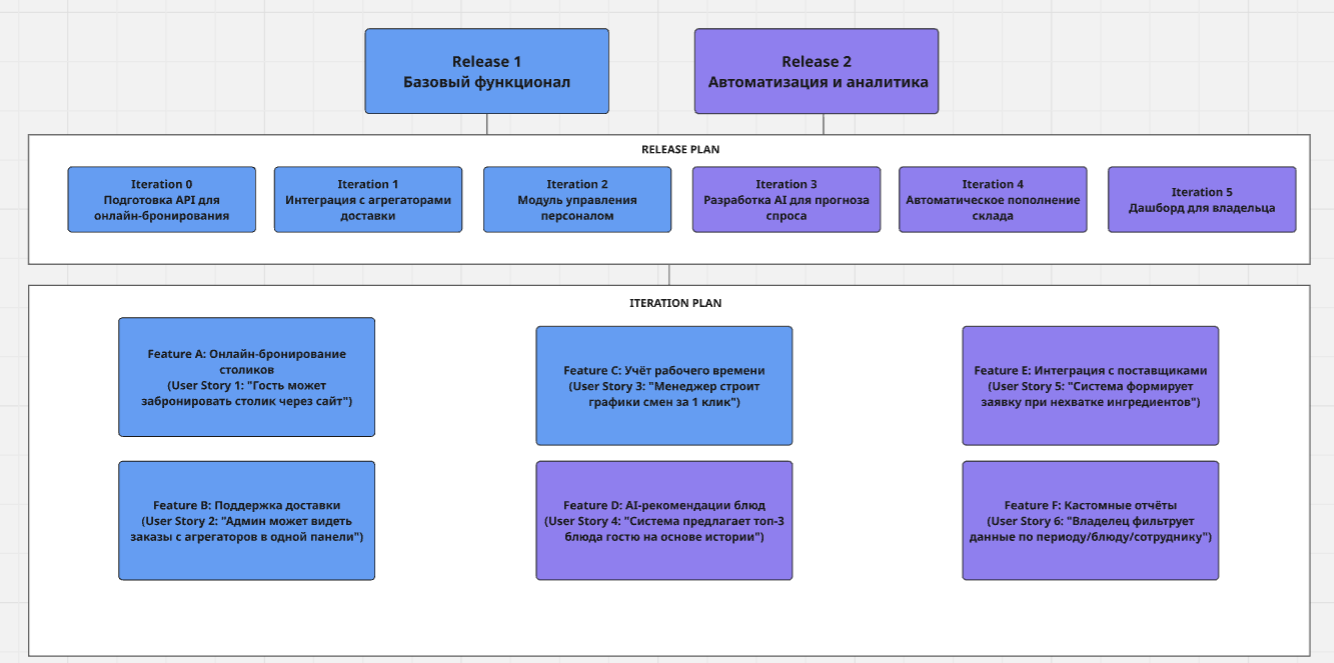 Release 1
Базовый функционал
Release 2
Автоматизация и аналитика
RELEASE PLAN
Iteration 0
Подготовка API для
онлайн-бронирования
Iteration 1
Интеграция с агрегаторами
доставки
Iteration 2
Модуль управления
персоналом
Iteration 3
Разработка AI для прогноза
спроса
Iteration 4
Автоматическое пополнение
склада
Iteration 5
Дашборд для владельца
ITERATION PLAN
Feature A: Онлайн-бронирование
столиков
(User Story 1: "Гость может
забронировать столик через сайт")
Feature C: Учёт рабочего времени
(User Story 3: "Менеджер строит
графики смен за 1 клик")
Feature E: Интеграция с поставщиками
(User Story 5: "Система формирует
заявку при нехватке ингредиентов")
Feature B: Поддержка доставки
(User Story 2: "Админ может видеть
заказы с агрегаторов в одной панели")
Feature D: AI-рекомендации блюд
(User Story 4: "Система предлагает топ-3
блюда гостю на основе истории")
Feature F: Кастомные отчёты
(User Story 6: "Владелец фильтрует
данные по периоду/блюду/сотруднику")